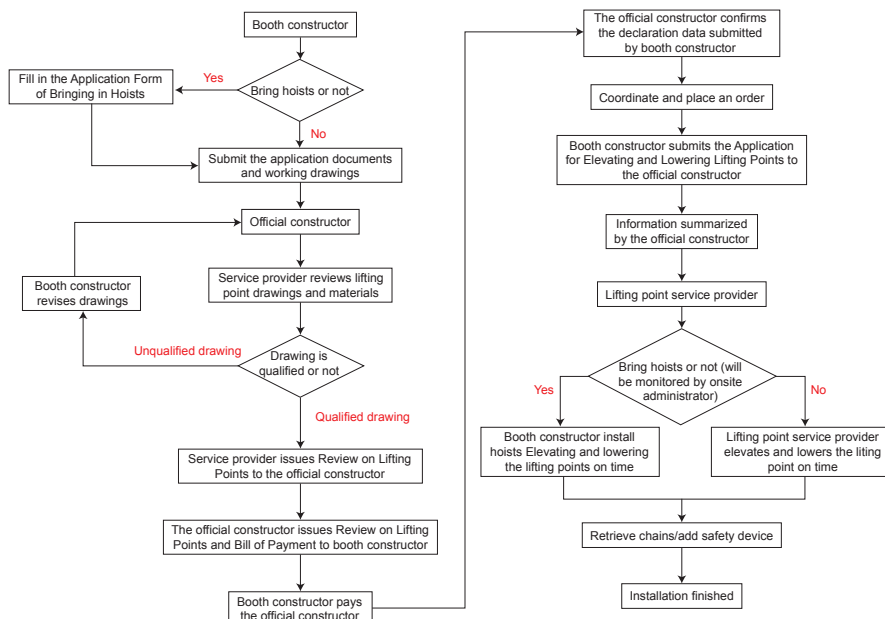 Booth constructor
Bring hoists or not
Yes
Fill in the Application Form
of Bringing in Hoists
No
Submit the application documents
and working drawings
Official constructor
Service provider reviews lifting
point drawings and materials
Booth constructor
revises drawings
Drawing is
qualified or not
Unqualified drawing
Qualified drawing
Service provider issues Review on Lifting
Points to the official constructor
The official constructor issues Review on Lifting
Points and Bill of Payment to booth constructor
Booth constructor pays
the official constructor
The official constructor confirms
the declaration data submitted
by booth constructor
Coordinate and place an order
Booth constructor submits the Application
for Elevating and Lowering Lifting Points to
the official constructor
Information summarized
by the official constructor
Lifting point service provider
Bring hoists or not (will
be monitored by onsite
administrator)
Yes
No
Booth constructor install
hoists Elevating and lowering
the lifting points on time
Lifting point service provider
elevates and lowers the liting
point on time
Retrieve chains/add safety device
Installation finished